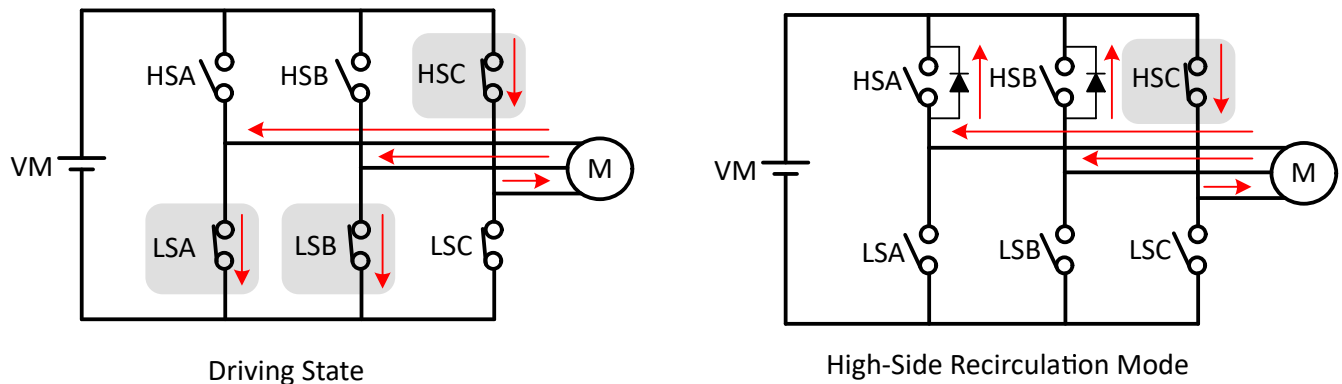 HSA
HSB
HSC
VM
M
LSA
LSB
LSC
Driving State
HSA
HSB
HSC
VM
M
LSA
LSB
LSC
High-Side Recirculation Mode